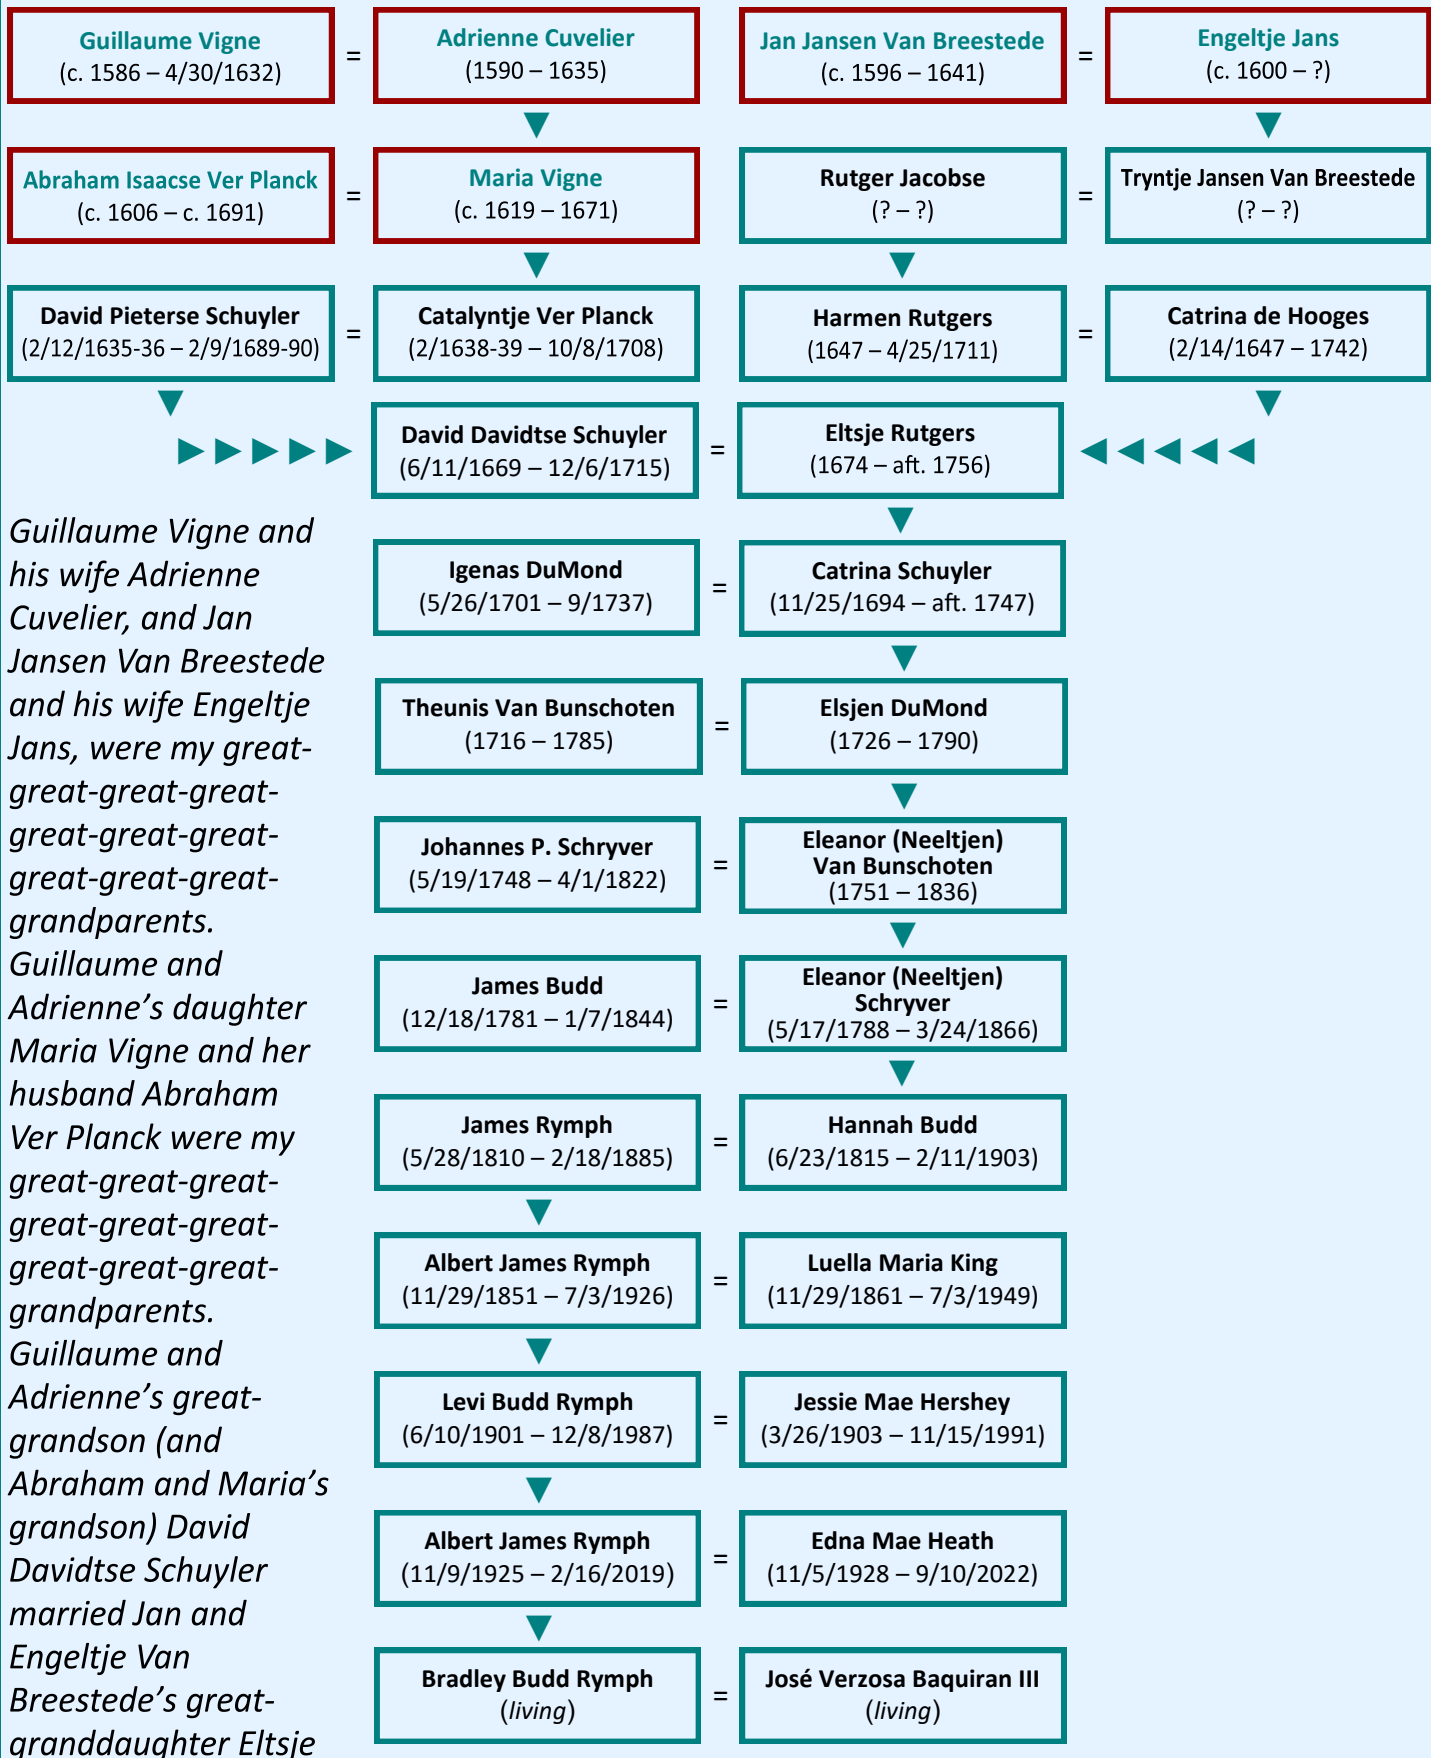 Guillaume Vigne
(c. 1586 – 4/30/1632)
=
Adrienne Cuvelier
(1590 – 1635)
Jan Jansen Van Breestede
(c. 1596 – 1641)
=
Engeltje Jans
(c. 1600 – ?)
Abraham Isaacse Ver Planck
(c. 1606 – c. 1691)
=
Maria Vigne
(c. 1619 – 1671)
Rutger Jacobse
(? – ?)
=
Tryntje Jansen Van Breestede
(? – ?)
David Pieterse Schuyler
(2/12/1635-36 – 2/9/1689-90)
=
Catalyntje Ver Planck
(2/1638-39 – 10/8/1708)
Harmen Rutgers
(1647 – 4/25/1711)
=
Catrina de Hooges
(2/14/1647 – 1742)
David Davidtse Schuyler
(6/11/1669 – 12/6/1715)
=
Eltsje Rutgers
(1674 – aft. 1756)
Igenas DuMond
(5/26/1701 – 9/1737)
=
Catrina Schuyler
(11/25/1694 – aft. 1747)
Theunis Van Bunschoten
(1716 – 1785)
=
Elsjen DuMond
(1726 – 1790)
Johannes P. Schryver
(5/19/1748 – 4/1/1822)
=
Eleanor (Neeltjen)
Van Bunschoten
(1751 – 1836)
James Budd
(12/18/1781 – 1/7/1844)
=
Eleanor (Neeltjen)
Schryver
(5/17/1788 – 3/24/1866)
James Rymph
(5/28/1810 – 2/18/1885)
=
Hannah Budd
(6/23/1815 – 2/11/1903)
Albert James Rymph
(11/29/1851 – 7/3/1926)
=
Luella Maria King
(11/29/1861 – 7/3/1949)
Levi Budd Rymph
(6/10/1901 – 12/8/1987)
=
Jessie Mae Hershey
(3/26/1903 – 11/15/1991)
Albert James Rymph
(11/9/1925 – 2/16/2019)
=
Edna Mae Heath
(11/5/1928 – 9/10/2022)
Bradley Budd Rymph
(living)
=
José Verzosa Baquiran III
(living)
Guillaume Vigne and
his wife Adrienne
Cuvelier, and Jan
Jansen Van Breestede
and his wife Engeltje
Jans, were my great-
great-great-great-
great-great-great-
great-great-great-
grandparents.
Guillaume and
Adrienne’s daughter
Maria Vigne and her
husband Abraham
Ver Planck were my
great-great-great-
great-great-great-
great-great-great-
grandparents.
Guillaume and
Adrienne’s great-
grandson (and
Abraham and Maria’s
grandson) David
Davidtse Schuyler
married Jan and
Engeltje Van
Breestede’s great-
granddaughter Eltsje